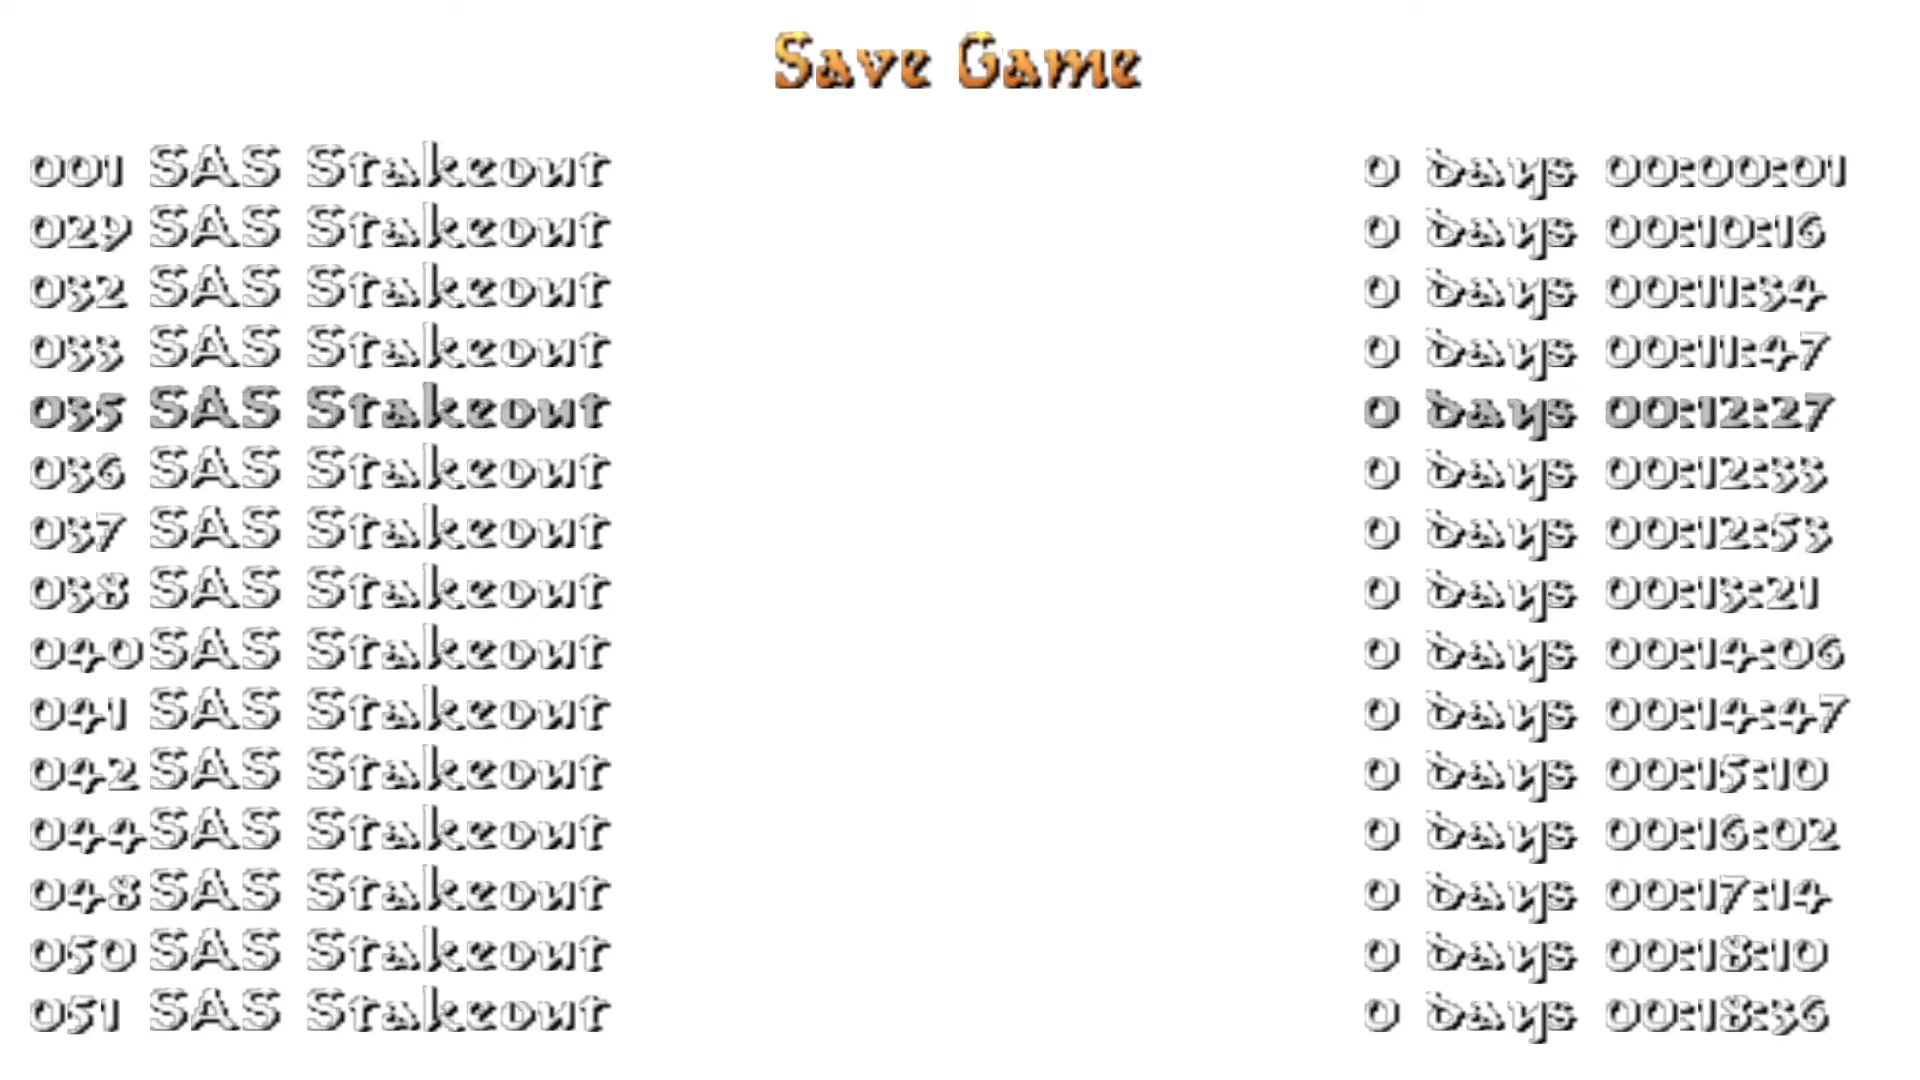 Save Game
001 SAS Stakeout 0 days 00:00:01
029 SAS Stakeout 0 days 00:10:16
032 SAS Stakeout 0 days 00:11:34
033 SAS Stakeout 0 days 00:11:47
035 SAS Stakeout 0 days 00:12:27
036 SAS Stakeout 0 days 00:12:33
037 SAS Stakeout 0 days 00:12:53
038 SAS Stakeout 0 days 00:13:21
040 SAS Stakeout 0 days 00:14:06
041 SAS Stakeout 0 days 00:14:47
042 SAS Stakeout 0 days 00:15:10
044 SAS Stakeout 0 days 00:16:02
048 SAS Stakeout 0 days 00:17:14
050 SAS Stakeout 0 days 00:18:10
051 SAS Stakeout 0 days 00:18:36